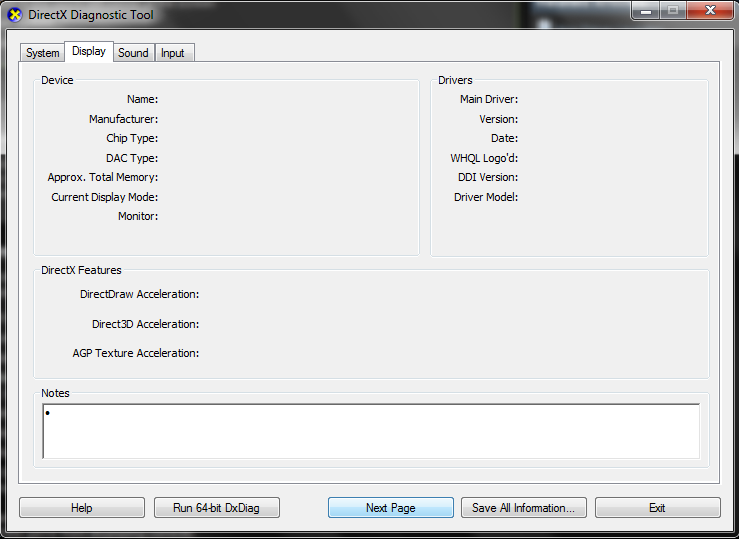 DirectX Diagnostic Tool
System Display Sound Input
Device
Name:
Manufacturer:
Chip Type:
DAC Type:
Approx. Total Memory:
Current Display Mode:
Monitor:
Drivers
Main Driver:
Version:
Date:
WHQL Logo'd:
DDI Version:
Driver Model:
DirectX Features
DirectDraw Acceleration:
Direct3D Acceleration:
AGP Texture Acceleration:
Notes
•
Help Run 64-bit DxDiag Next Page Save All Information... Exit